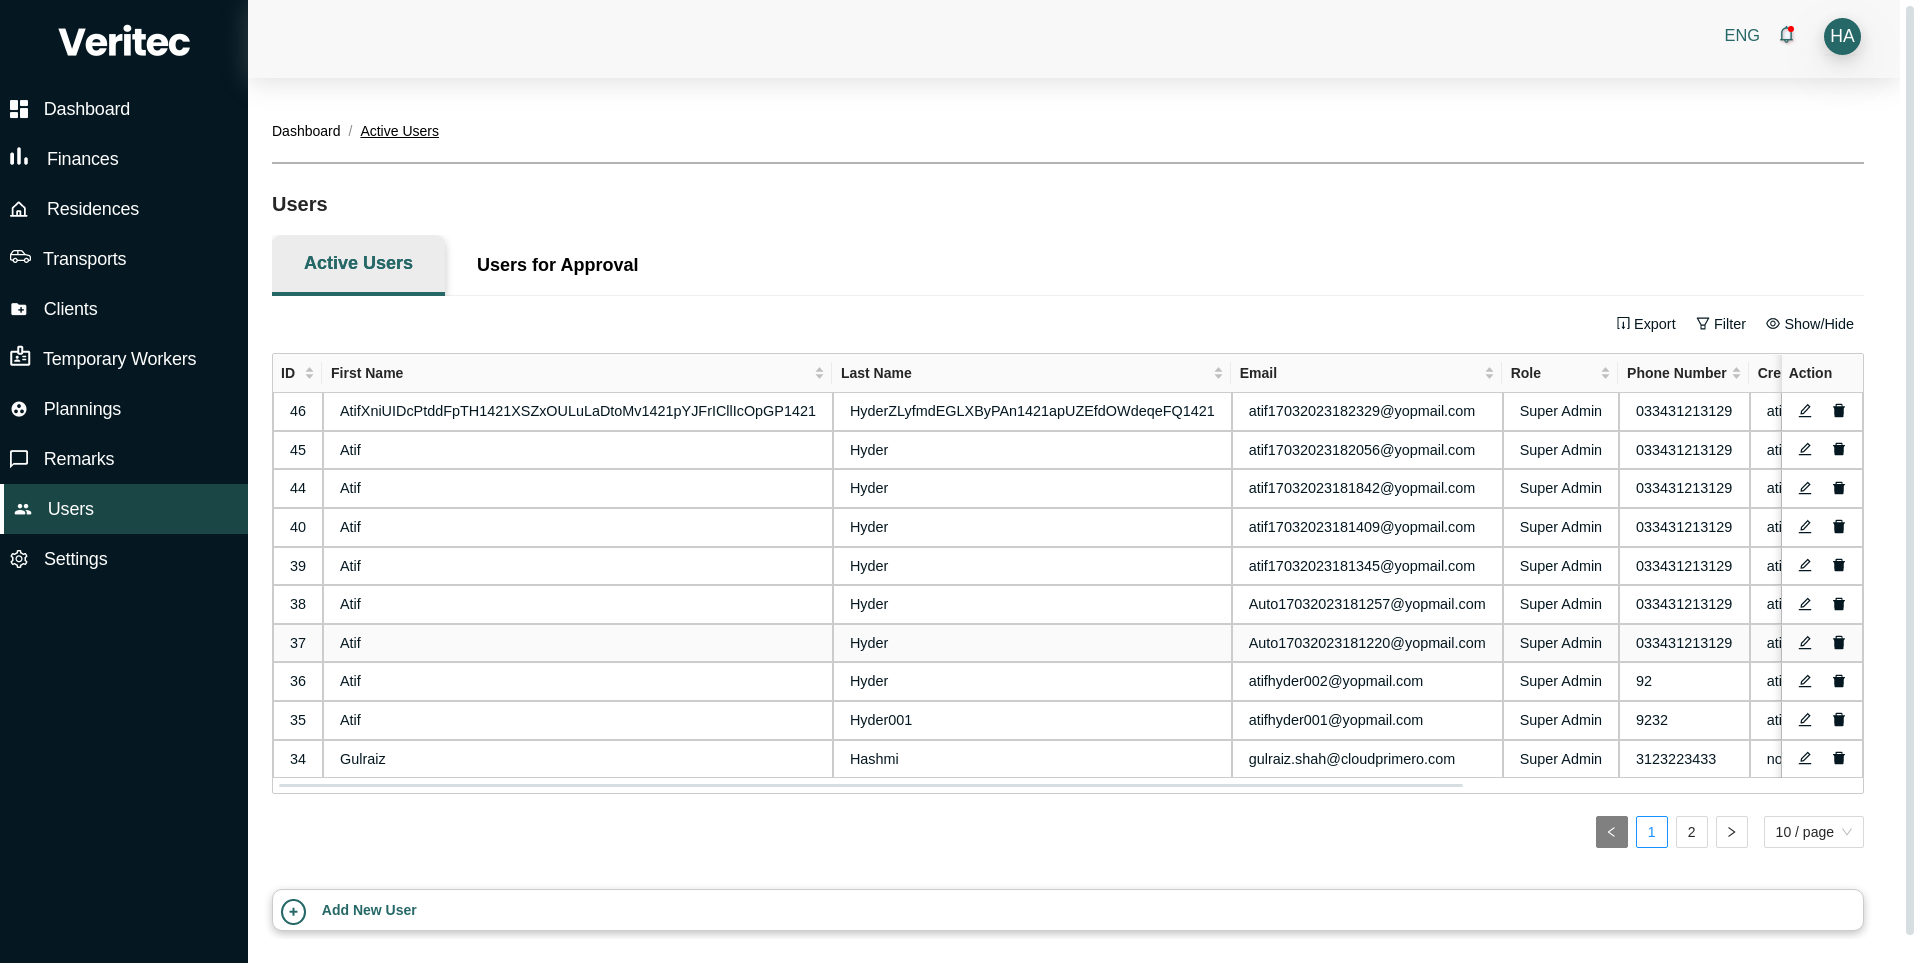 Veritec
Dashboard
Finances
Residences
Transports
Clients
Temporary Workers
Plannings
Remarks
Users
Settings
ENG
HA
Dashboard / Active Users
Users
Active Users Users for Approval
Export Filter Show/Hide
ID First Name Last Name Email Role Phone Number Cre Action
46 AtifXniUIDcPtddFpTH1421XSZxOULuLaDtoMv1421pYJFrICllIcOpGP1421 HyderZLyfmdEGLXByPAn1421apUZEfdOWdeqeFQ1421 atif17032023182329@yopmail.com Super Admin 033431213129 ati
45 Atif Hyder atif17032023182056@yopmail.com Super Admin 033431213129 ati
44 Atif Hyder atif17032023181842@yopmail.com Super Admin 033431213129 ati
40 Atif Hyder atif17032023181409@yopmail.com Super Admin 033431213129 ati
39 Atif Hyder atif17032023181345@yopmail.com Super Admin 033431213129 ati
38 Atif Hyder Auto17032023181257@yopmail.com Super Admin 033431213129 ati
37 Atif Hyder Auto17032023181220@yopmail.com Super Admin 033431213129 ati
36 Atif Hyder atifhyder002@yopmail.com Super Admin 92 ati
35 Atif Hyder001 atifhyder001@yopmail.com Super Admin 9232 ati
34 Gulraiz Hashmi gulraiz.shah@cloudprimero.com Super Admin 3123223433 no
< 1 2 > 10 / page
Add New User